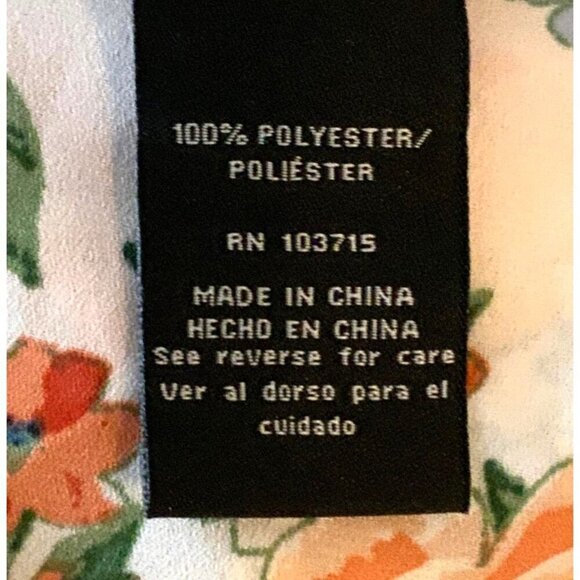 100% POLYESTER/
POLIÉSTER
RN 103715
MADE IN CHINA
HECHO EN CHINA
See reverse for care
Ver al dorso para el
cuidado